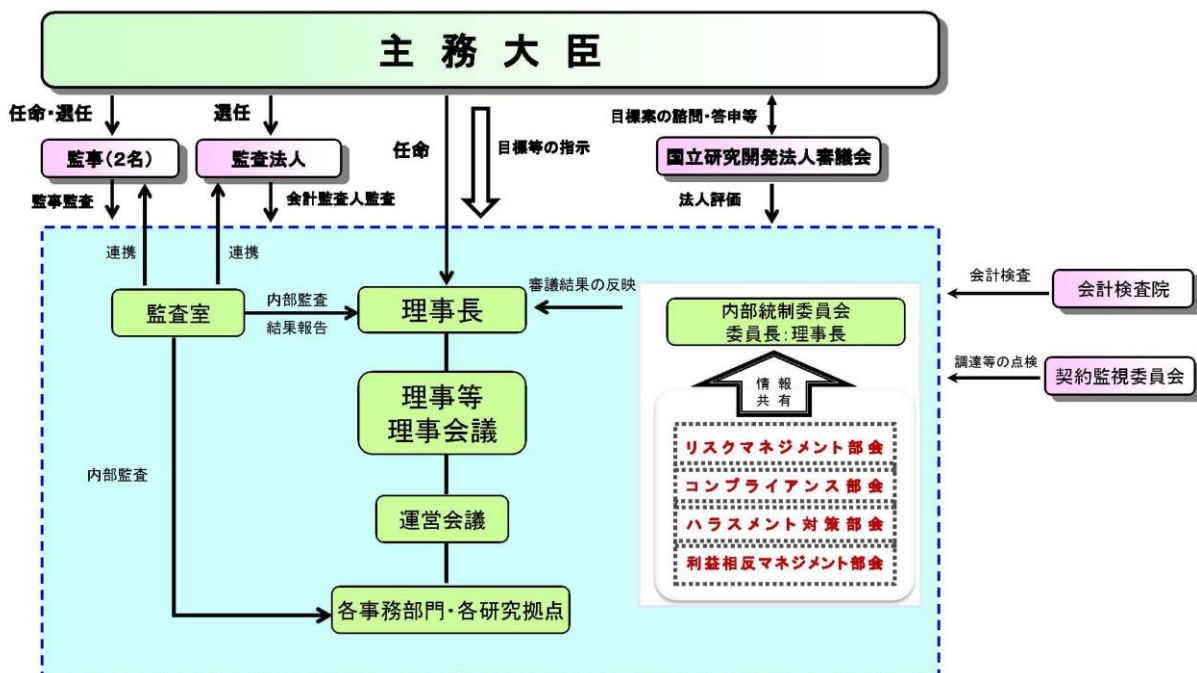 主務大臣
任命・選任
選任
任命
目標等の指示
目標案の諮問・答申等
監事(2名)
監査法人
国立研究開発法人審議会
監事監査
会計監査人監査
法人評価
連携
連携
監査室
内部監査
結果報告
理事長
審議結果の反映
内部統制委員会
委員長:理事長
会計検査
会計検査院
情報
共有
調達等の点検
契約監視委員会
理事等
理事会議
リスクマネジメント部会
コンプライアンス部会
ハラスメント対策部会
利益相反マネジメント部会
内部監査
運営会議
各事務部門・各研究拠点